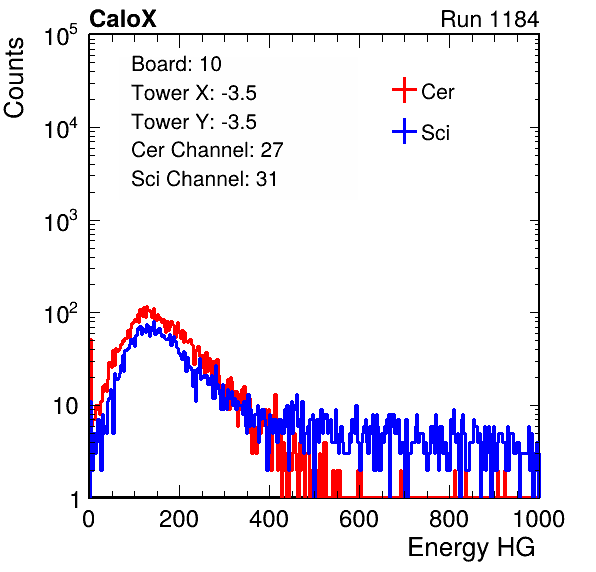 CaloX Run 1184
Counts
10^5
10^4
10^3
10^2
10
1
Board: 10
Tower X: -3.5
Tower Y: -3.5
Cer Channel: 27
Sci Channel: 31
Cer
Sci
0 200 400 600 800 1000
Energy HG